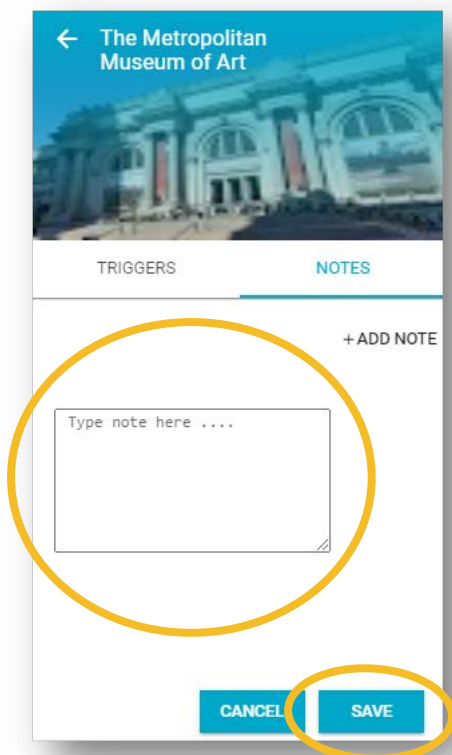 ← The Metropolitan
Museum of Art
TRIGGERS NOTES
+ ADD NOTE
Type note here ....
CANCEL SAVE